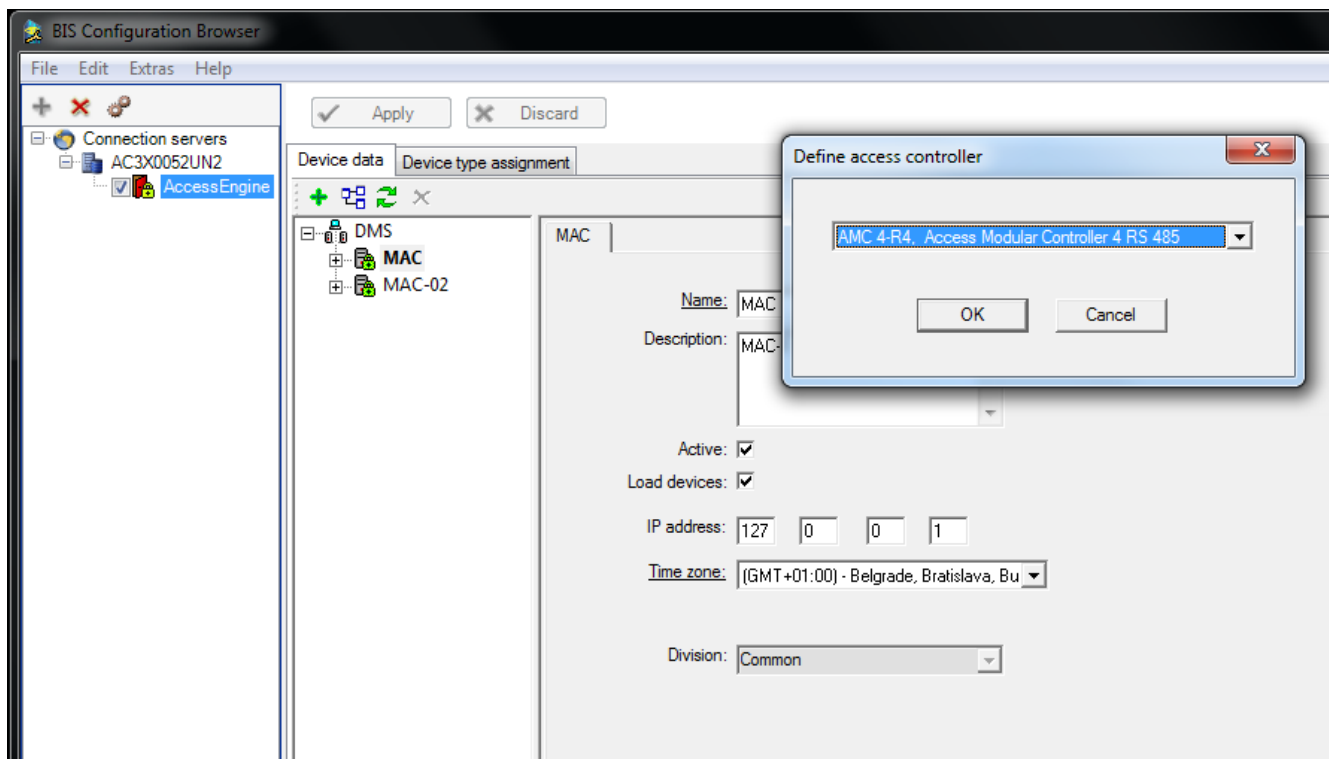 BIS Configuration Browser
File Edit Extras Help
Apply Discard
Connection servers
AC3X0052UN2
AccessEngine
Device data Device type assignment
DMS
MAC
MAC-02
MAC
Name: MAC
Description: MAC-
Active:
Load devices:
IP address: 127 0 0 1
Time zone: (GMT+01:00) - Belgrade, Bratislava, Bu
Division: Common
Define access controller
AMC 4-R4, Access Modular Controller 4 RS 485
OK Cancel